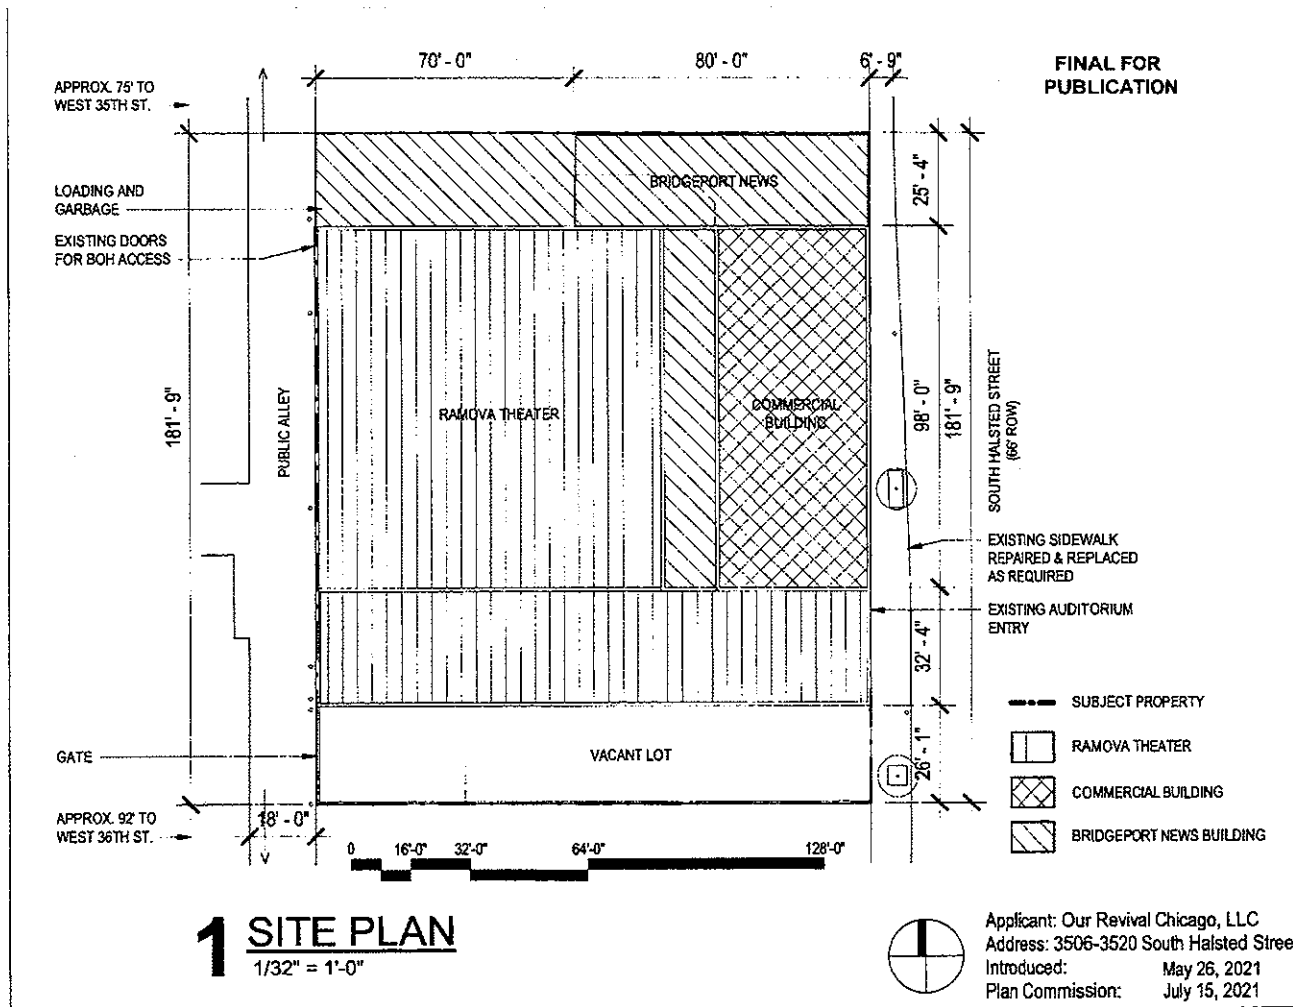 70' - 0"
80' - 0"
6' - 9"
FINAL FOR
PUBLICATION
APPROX. 75' TO
WEST 35TH ST.
LOADING AND
GARBAGE
EXISTING DOORS
FOR BOH ACCESS
BRIDGEPORT NEWS
25' - 4"
181' - 9"
PUBLIC ALLEY
RAMOVA THEATER
COMMERCIAL
BUILDING
98' - 0"
181' - 9"
SOUTH HALSTED STREET
(66' ROW)
EXISTING SIDEWALK
REPAIRED & REPLACED
AS REQUIRED
EXISTING AUDITORIUM
ENTRY
32' - 4"
SUBJECT PROPERTY
RAMOVA THEATER
COMMERCIAL BUILDING
BRIDGEPORT NEWS BUILDING
GATE
VACANT LOT
26' - 1"
APPROX. 92' TO
WEST 36TH ST.
18' - 0"
0 16'-0" 32'-0" 64'-0" 128'-0"
1 SITE PLAN
1/32" = 1'-0"
Applicant: Our Revival Chicago, LLC
Address: 3506-3520 South Halsted Stree
Introduced: May 26, 2021
Plan Commission: July 15, 2021